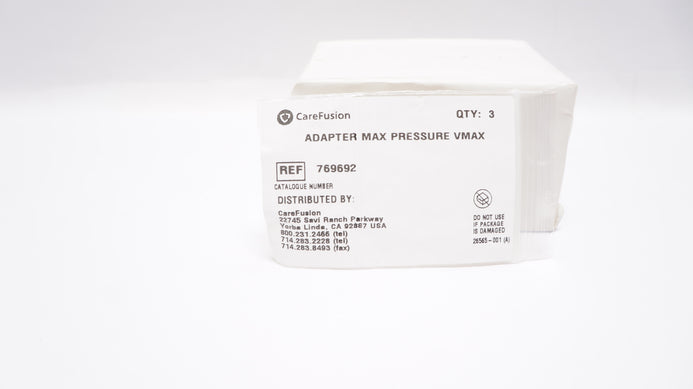 CareFusion
QTY: 3
ADAPTER MAX PRESSURE VMAX
REF 769692
CATALOGUE NUMBER
DISTRIBUTED BY:
CareFusion
22745 Savi Ranch Parkway
Yorba Linda, CA 92887 USA
800.231.2466 (tel)
714.283.2228 (tel)
714.283.8493 (fax)
DO NOT USE
IF PACKAGE
IS DAMAGED
26565-001 (A)